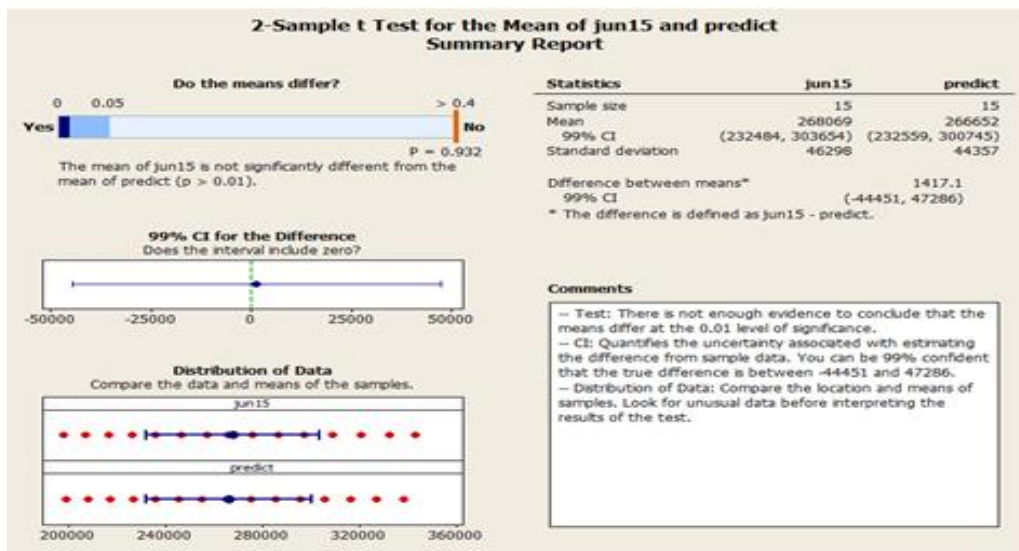 2-Sample t Test for the Mean of jun15 and predict
Summary Report
Do the means differ?
0 0.05 > 0.4
Yes No
P = 0.932
The mean of jun15 is not significantly different from the
mean of predict (p > 0.01).
99% CI for the Difference
Does the interval include zero?
-50000 -25000 0 25000 50000
Distribution of Data
Compare the data and means of the samples.
jun15
predict
200000 240000 280000 320000 360000
Statistics jun15 predict
Sample size 15 15
Mean 268069 266652
99% CI (232484, 303654) (232559, 300745)
Standard deviation 46298 44357
Difference between means* 1417.1
99% CI (-44451, 47286)
* The difference is defined as jun15 - predict.
Comments
-- Test: There is not enough evidence to conclude that the
means differ at the 0.01 level of significance.
-- CI: Quantifies the uncertainty associated with estimating
the difference from sample data. You can be 99% confident
that the true difference is between -44451 and 47286.
-- Distribution of Data: Compare the location and means of
samples. Look for unusual data before interpreting the
results of the test.